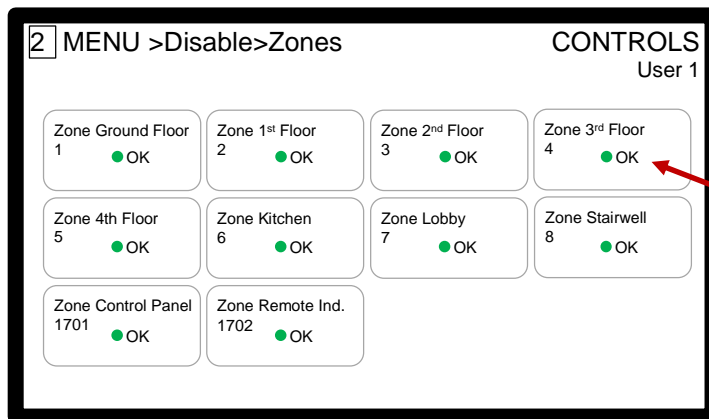 2 MENU >Disable>Zones CONTROLS
User 1
Zone Ground Floor
1
OK
Zone 1st Floor
2
OK
Zone 2nd Floor
3
OK
Zone 3rd Floor
4
OK
Zone 4th Floor
5
OK
Zone Kitchen
6
OK
Zone Lobby
7
OK
Zone Stairwell
8
OK
Zone Control Panel
1701
OK
Zone Remote Ind.
1702
OK